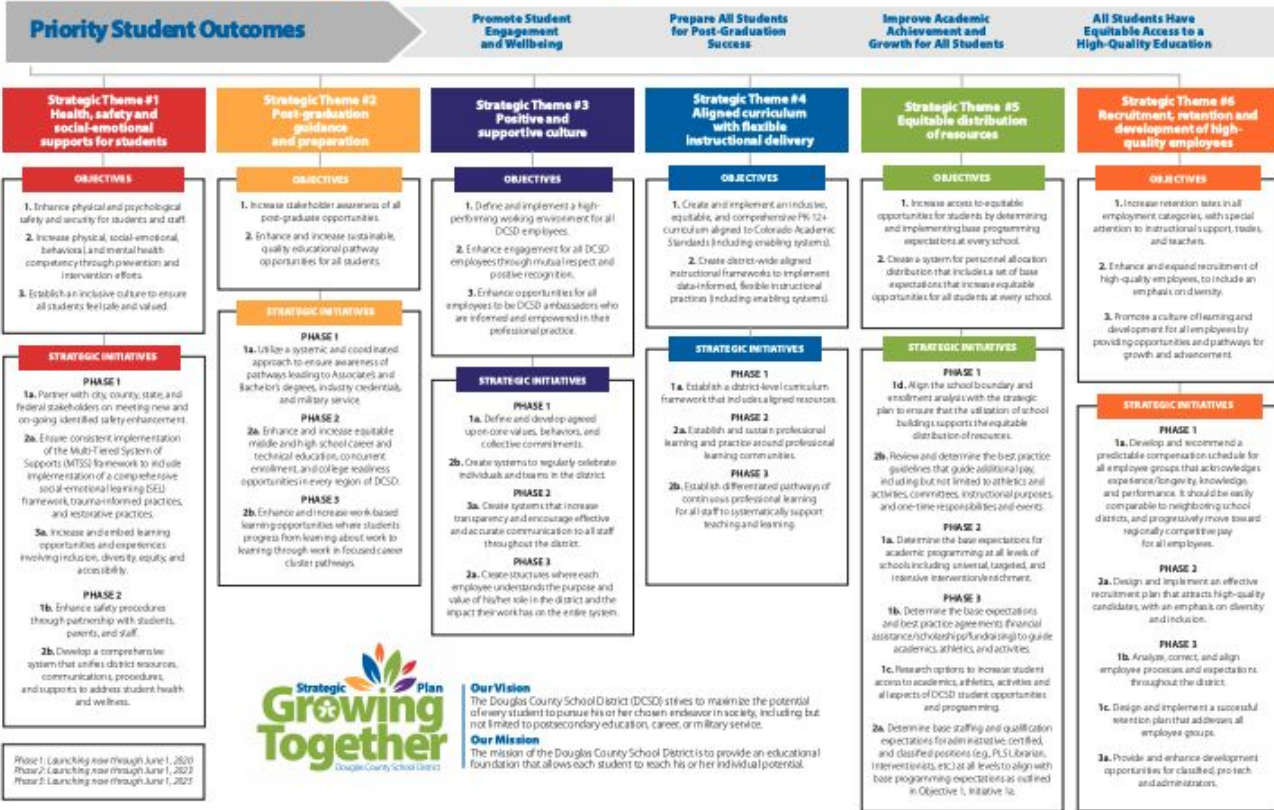 Priority Student Outcomes
Promote Student
Engagement
and Wellbeing
Prepare All Students
for Post-Graduation
Success
Improve Academic
Achievement and
Growth for All Students
All Students Have
Equitable Access to a
High-Quality Education
Strategic Theme #1
Health, safety and
social-emotional
supports for students
OBJECTIVES
1. Enhance physical and psychological
safety and security for students and staff.
2. Increase physical, social-emotional,
behavioral, and mental health
competency through prevention and
intervention efforts.
3. Establish an inclusive culture to ensure
all students feel safe and valued.
STRATEGIC INITIATIVES
PHASE 1
1a. Partner with city, county, state, and
federal stakeholders on meeting new and
on-going identified safety enhancement.
2a. Ensure consistent implementation
of the Multi-Tiered System of
Supports (MTSS) framework to include
implementation of a comprehensive
social-emotional learning (SEL)
framework, trauma-informed practices,
and restorative practices.
3a. Increase and embed learning
opportunities and experiences
involving inclusion, diversity, equity, and
accessibility.
PHASE 2
1b. Enhance safety procedures
through partnership with students,
parents, and staff.
2b. Develop a comprehensive
system that unifies district resources,
communications, procedures,
and supports to address student health
and wellness.
Phase 1: Launching now through June 1, 2020
Phase 2: Launching now through June 1, 2023
Phase 3: Launching now through June 1, 2025
Strategic Theme #2
Post-graduation
guidance
and preparation
OBJECTIVES
1. Increase stakeholder awareness of all
post-graduate opportunities.
2. Enhance and increase sustainable,
quality educational pathway
opportunities for all students.
STRATEGIC INITIATIVES
PHASE 1
1a. Utilize a systemic and coordinated
approach to ensure awareness of
pathways leading to Associate's and
Bachelor's degrees, industry credentials,
and military service.
PHASE 2
2a. Enhance and increase equitable
middle and high school career and
technical education, concurrent
enrollment, and college readiness
opportunities in every region of DCSD.
PHASE 3
2b. Enhance and increase work-based
learning opportunities where students
progress from learning about work to
learning through work in focused career
cluster pathways.
Strategic Theme #3
Positive and
supportive culture
OBJECTIVES
1. Define and implement a high-
performing working environment for all
DCSD employees.
2. Enhance engagement for all DCSD
employees through mutual respect and
positive recognition.
3. Enhance opportunities for all
employees to be DCSD ambassadors who
are informed and empowered in their
professional practice.
STRATEGIC INITIATIVES
PHASE 1
1a. Define and develop agreed
upon core values, behaviors, and
collective commitments.
2b. Create systems to regularly celebrate
individuals and teams in the district.
PHASE 2
3a. Create systems that increase
transparency and encourage effective
and accurate communication to all staff
throughout the district.
PHASE 3
2a. Create structures where each
employee understands the purpose and
value of his/her role in the district and the
impact their work has on the entire system.
Strategic Theme #4
Aligned curriculum
with flexible
instructional delivery
OBJECTIVES
1. Create and implement an inclusive,
equitable, and comprehensive PK-12+
curriculum aligned to Colorado Academic
Standards (including enabling systems).
2. Create district-wide aligned
instructional frameworks to implement
data-informed, flexible instructional
practices (including enabling systems).
STRATEGIC INITIATIVES
PHASE 1
1a. Establish a district-level curriculum
framework that includes aligned resources.
PHASE 2
2a. Establish and sustain professional
learning and practice around professional
learning communities.
PHASE 3
2b. Establish differentiated pathways of
continuous professional learning
for all staff to systematically support
teaching and learning.
Strategic Theme #5
Equitable distribution
of resources
OBJECTIVES
1. Increase access to equitable
opportunities for students by determining
and implementing base programming
expectations at every school.
2. Create a system for personnel allocation
distribution that includes a set of base
expectations that increase equitable
opportunities for all students at every school.
STRATEGIC INITIATIVES
PHASE 1
1d. Align the school boundary and
enrollment analysis with the strategic
plan to ensure that the utilization of school
buildings supports the equitable
distribution of resources.
2b. Review and determine the best practice
guidelines that guide additional pay,
including but not limited to athletics and
activities, committees, instructional purposes,
and one-time responsibilities and events.
PHASE 2
1a. Determine the base expectations for
academic programming at all levels of
schools including universal, targeted, and
intensive intervention/enrichment.
PHASE 3
1b. Determine the base expectations
and best practice agreements (financial
assistance/scholarships/fundraising) to guide
academics, athletics, and activities.
1c. Research options to increase student
access to academics, athletics, activities and
all aspects of DCSD student opportunities
and programming.
2a. Determine base staffing and qualification
expectations for administrative, certified,
and classified positions (e.g., PLS Librarian,
Interventionists, etc) at all levels to align with
base programming expectations as outlined
in Objective 1, Initiative 1a.
Strategic Theme #6
Recruitment, retention and
development of high-
quality employees
OBJECTIVES
1. Increase retention rates in all
employment categories, with special
attention to instructional support, trades,
and teachers.
2. Enhance and expand recruitment of
high-quality employees, to include an
emphasis on diversity.
3. Promote a culture of learning and
development for all employees by
providing opportunities and pathways for
growth and advancement.
STRATEGIC INITIATIVES
PHASE 1
1a. Develop and recommend a
predictable compensation schedule for
all employee groups that acknowledges
experience/longevity, knowledge,
and performance. It should be easily
comparable to neighboring school
districts, and progressively move toward
regionally competitive pay
for all employees.
PHASE 2
2a. Design and implement an effective
recruitment plan that attracts high-quality
candidates, with an emphasis on diversity
and inclusion.
PHASE 3
1b. Analyze, correct, and align
employee processes and expectations
throughout the district.
1c. Design and implement a successful
retention plan that addresses all
employee groups.
3a. Provide and enhance development
opportunities for classified, pro tech
and administrators.
Strategic Plan
Growing
Together
Douglas County School District
Our Vision
The Douglas County School District (DCSD) strives to maximize the potential
of every student to pursue his or her chosen endeavor in society, including but
not limited to postsecondary education, career, or military service.
Our Mission
The mission of the Douglas County School District is to provide an educational
foundation that allows each student to reach his or her individual potential.